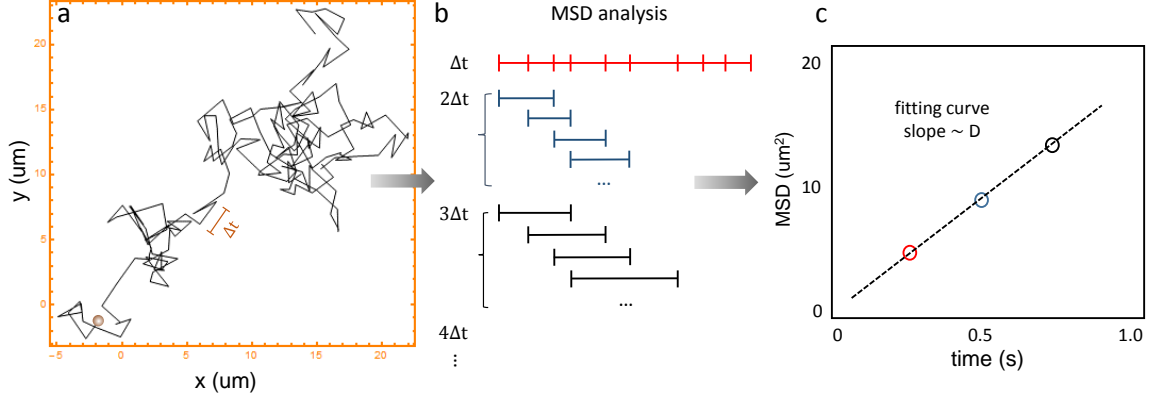 a
20
15
10
5
0
y (um)
-5
0
5
10
15
20
x (um)
Δt
b
MSD analysis
Δt
2Δt
...
3Δt
...
4Δt
⋮
c
20
10
0
MSD (um²)
fitting curve
slope ~ D
0.5
1.0
time (s)